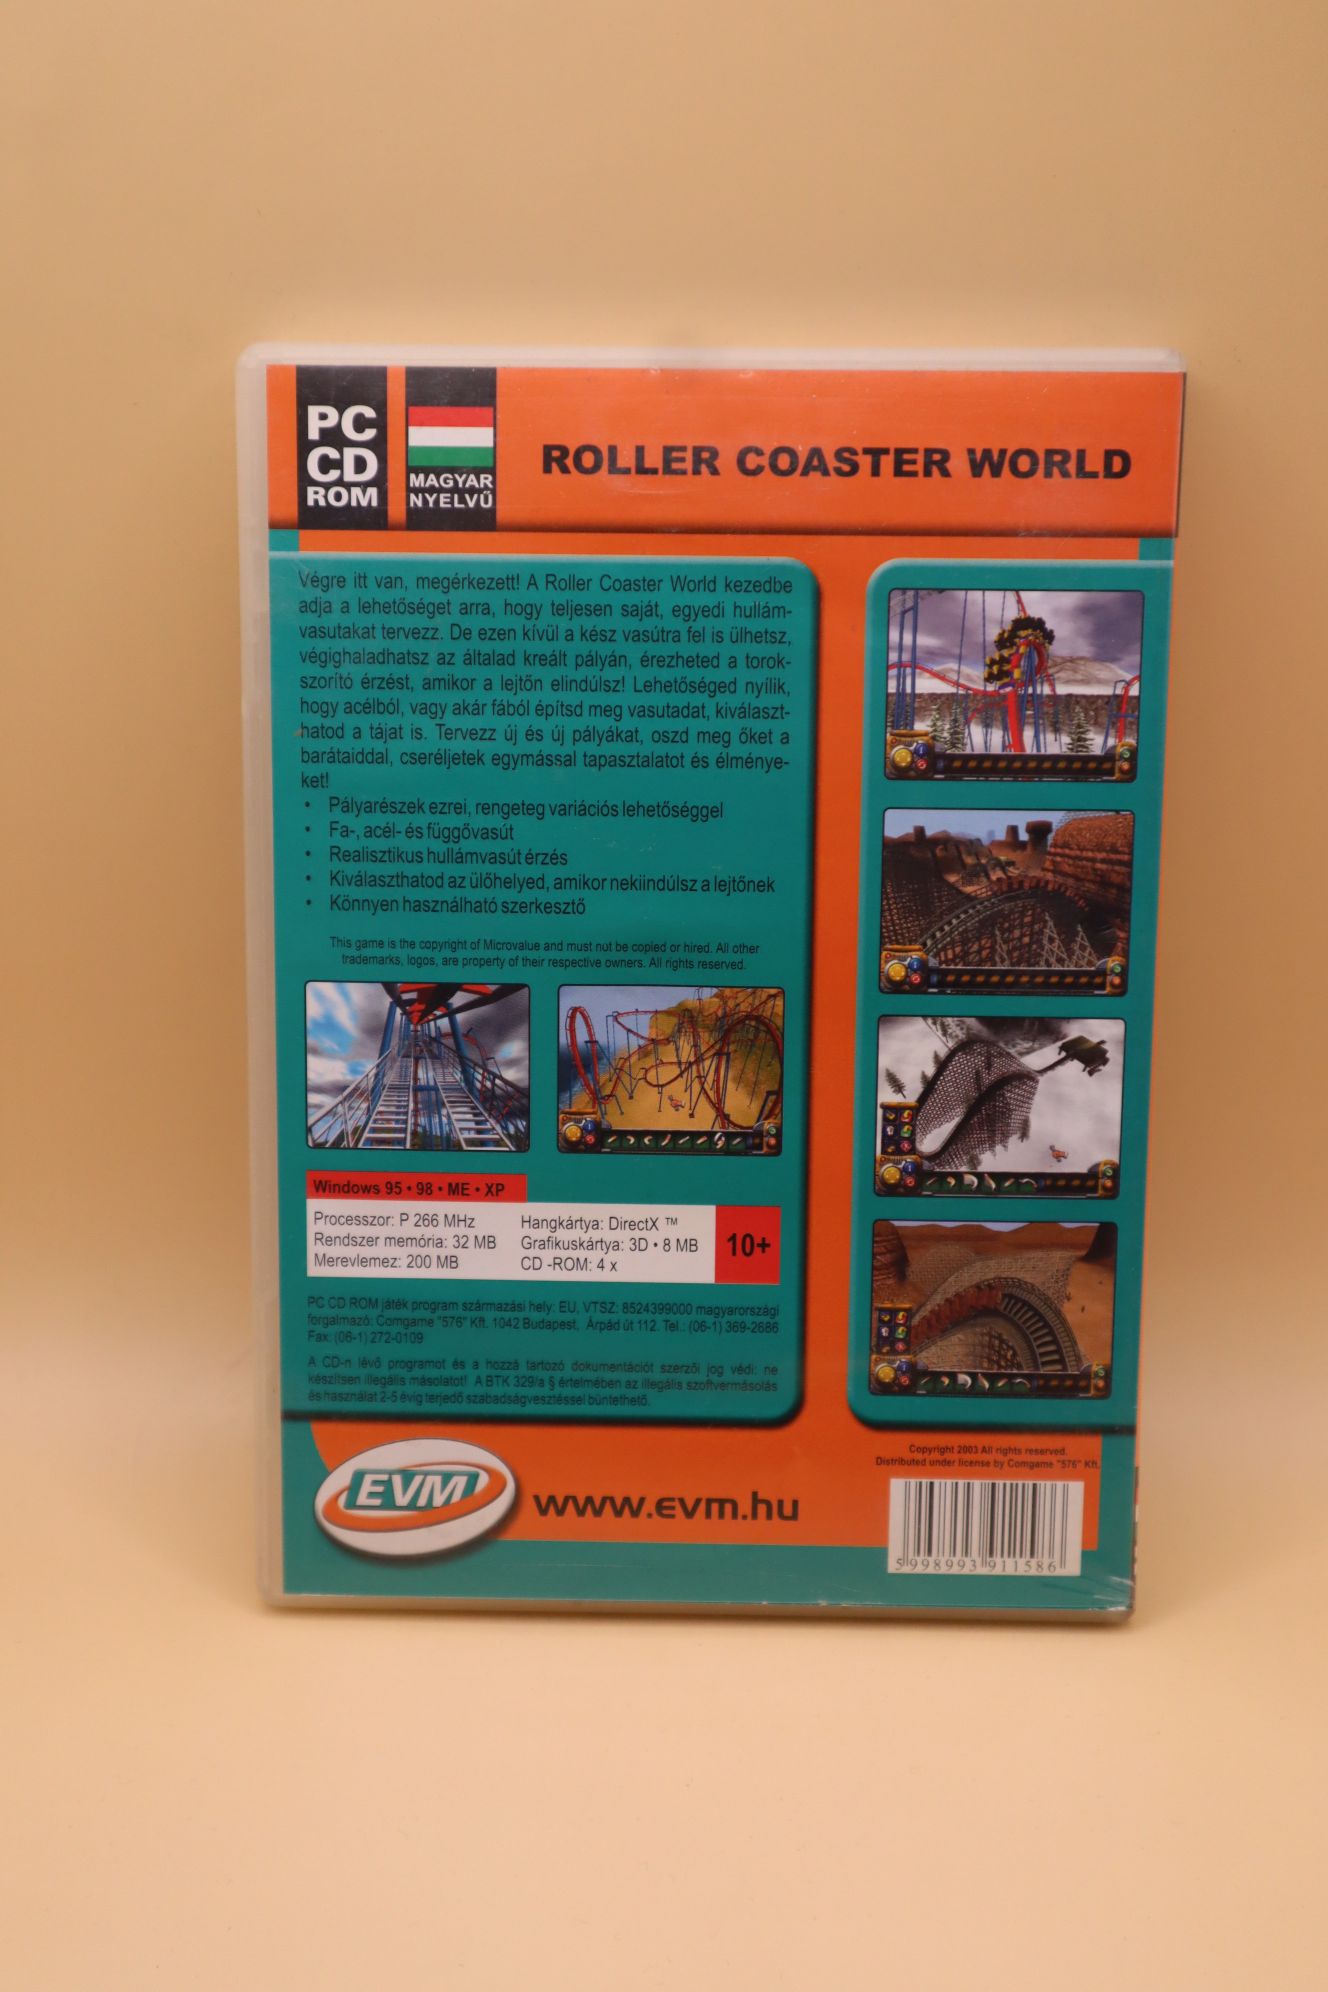 PC
CD
ROM
MAGYAR
NYELVŰ
ROLLER COASTER WORLD
Végre itt van, megérkezett! A Roller Coaster World kezedbe
adja a lehetőséget arra, hogy teljesen saját, egyedi hullám-
vasutakat tervezz. De ezen kívül a kész vasútra fel is ülhetsz,
végighaladhatsz az általad kreált pályán, érezheted a torok-
szorító érzést, amikor a lejtőn elindúlsz! Lehetőséged nyílik,
hogy acélból, vagy akár fából építsd meg vasutadat, kiválaszt-
hatod a tájat is. Tervezz új és új pályákat, oszd meg őket a
barátaiddal, cseréljetek egymással tapasztalatot és élménye-
ket!
• Pályarészek ezrei, rengeteg variációs lehetőséggel
• Fa-, acél- és függővasút
• Realisztikus hullámvasút érzés
• Kiválaszthatod az ülőhelyed, amikor nekiindúlsz a lejtőnek
• Könnyen használható szerkesztő
This game is the copyright of Microvalue and must not be copied or hired. All other
trademarks, logos, are property of their respective owners. All rights reserved.
Windows 95 • 98 • ME • XP
Processzor: P 266 MHz
Rendszer memória: 32 MB
Merevlemez: 200 MB
Hangkártya: DirectX ™
Grafikuskártya: 3D • 8 MB
CD -ROM: 4 x
10+
PC CD ROM játék program származási hely: EU, VTSZ: 8524399000 magyarországi
forgalmazó: Comgame "576" Kft. 1042 Budapest, Árpád út 112. Tel.: (06-1) 369-2686
Fax: (06-1) 272-0109
A CD-n lévő programot és a hozzá tartozó dokumentációt szerzői jog védi: ne
készítsen illegális másolatot! A BTK 329/a § értelmében az illegális szoftvermásolás
és használat 2-5 évig terjedő szabadságvesztéssel büntethető.
EVM
www.evm.hu
Copyright 2003 All rights reserved.
Distributed under license by Comgame "576" Kft.
5 998993 911586